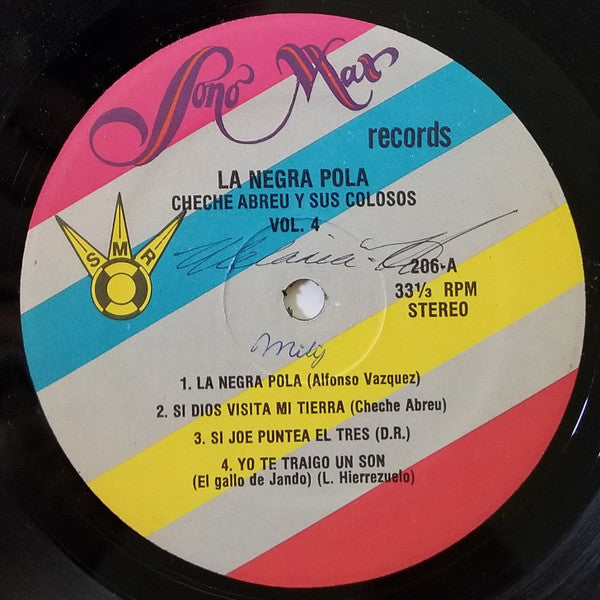 Sono Max
records
LA NEGRA POLA
CHECHE ABREU Y SUS COLOSOS
VOL. 4
SMR
206-A
33⅓ RPM
STEREO
Mily
1. LA NEGRA POLA (Alfonso Vazquez)
2. SI DIOS VISITA MI TIERRA (Cheche Abreu)
3. SI JOE PUNTEA EL TRES (D.R.)
4. YO TE TRAIGO UN SON
(El gallo de Jando) (L. Hierrezuelo)